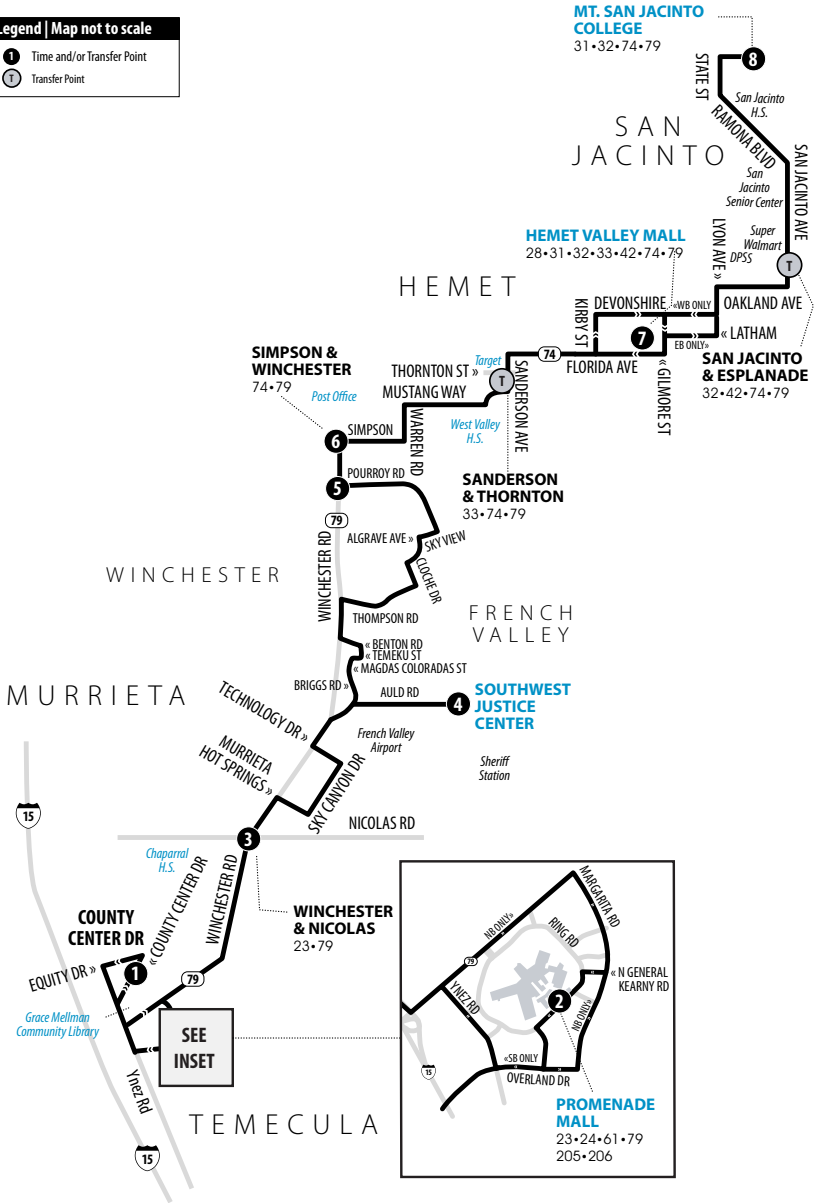 Legend | Map not to scale
1 Time and/or Transfer Point
T Transfer Point
MT. SAN JACINTO
COLLEGE
31•32•74•79
8
STATE ST
San Jacinto
H.S.
RAMONA BLVD
SAN
JACINTO
SAN JACINTO AVE
San
Jacinto
Senior Center
LYON AVE »
Super
Walmart
DPSS
T
HEMET VALLEY MALL
28•31•32•33•42•74•79
HEMET
KIRBY ST
DEVONSHIRE
«WB ONLY
OAKLAND AVE
7
« LATHAM
EB ONLY»
74
FLORIDA AVE
« GILMORE ST
SAN JACINTO
& ESPLANADE
32•42•74•79
SIMPSON &
WINCHESTER
74•79
Target
THORNTON ST »
T
MUSTANG WAY
SANDERSON AVE
Post Office
West Valley
H.S.
SIMPSON
WARREN RD
6
POURROY RD
5
SANDERSON
& THORNTON
33•74•79
79
WINCHESTER RD
ALGRAVE AVE »
SKY VIEW
CLOCHE DR
WINCHESTER
THOMPSON RD
FRENCH
VALLEY
« BENTON RD
« TEMEKU ST
« MAGDAS COLORADAS ST
BRIGGS RD »
AULD RD
4
SOUTHWEST
JUSTICE
CENTER
MURRIETA
TECHNOLOGY DR »
French Valley
Airport
Sheriff
Station
MURRIETA
HOT SPRINGS »
SKY CANYON DR
15
NICOLAS RD
3
Chaparral
H.S.
WINCHESTER
& NICOLAS
23•79
WINCHESTER RD
COUNTY
CENTER DR
« COUNTY CENTER DR
EQUITY DR »
1
79
Grace Mellman
Community Library
SEE
INSET
Ynez Rd
TEMECULA
15
MARGARITA RD
NB ONLY»
RING RD
79
« N GENERAL
KEARNY RD
YNEZ RD
2
NB ONLY»
«SB ONLY
15
OVERLAND DR
PROMENADE
MALL
23•24•61•79
205•206